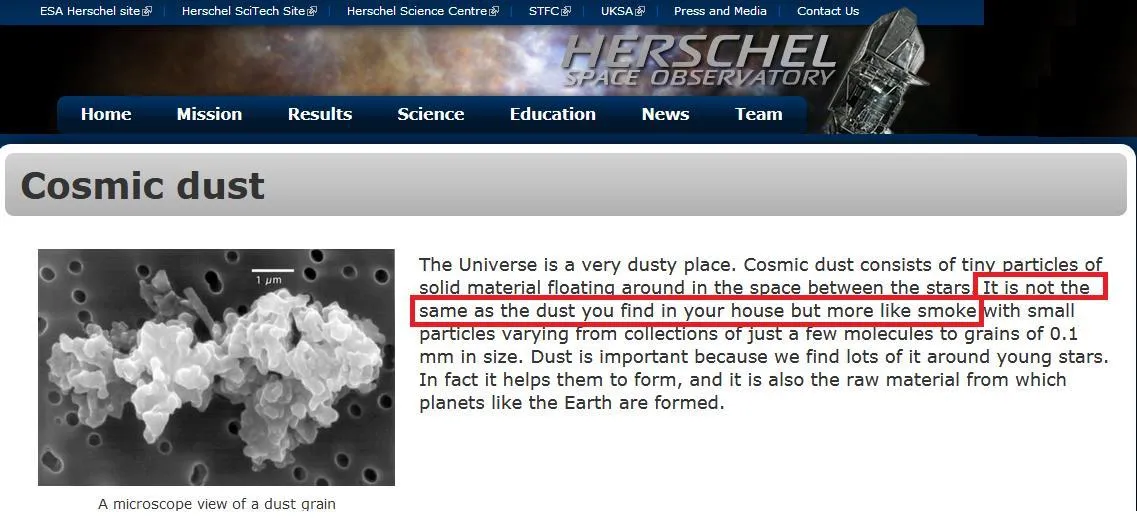 ESA Herschel site Herschel SciTech Site Herschel Science Centre STFC UKSA Press and Media Contact Us
HERSCHEL
SPACE OBSERVATORY
Home Mission Results Science Education News Team
Cosmic dust
1 µm
The Universe is a very dusty place. Cosmic dust consists of tiny particles of
solid material floating around in the space between the stars. It is not the
same as the dust you find in your house but more like smoke with small
particles varying from collections of just a few molecules to grains of 0.1
mm in size. Dust is important because we find lots of it around young stars.
In fact it helps them to form, and it is also the raw material from which
planets like the Earth are formed.
A microscope view of a dust grain